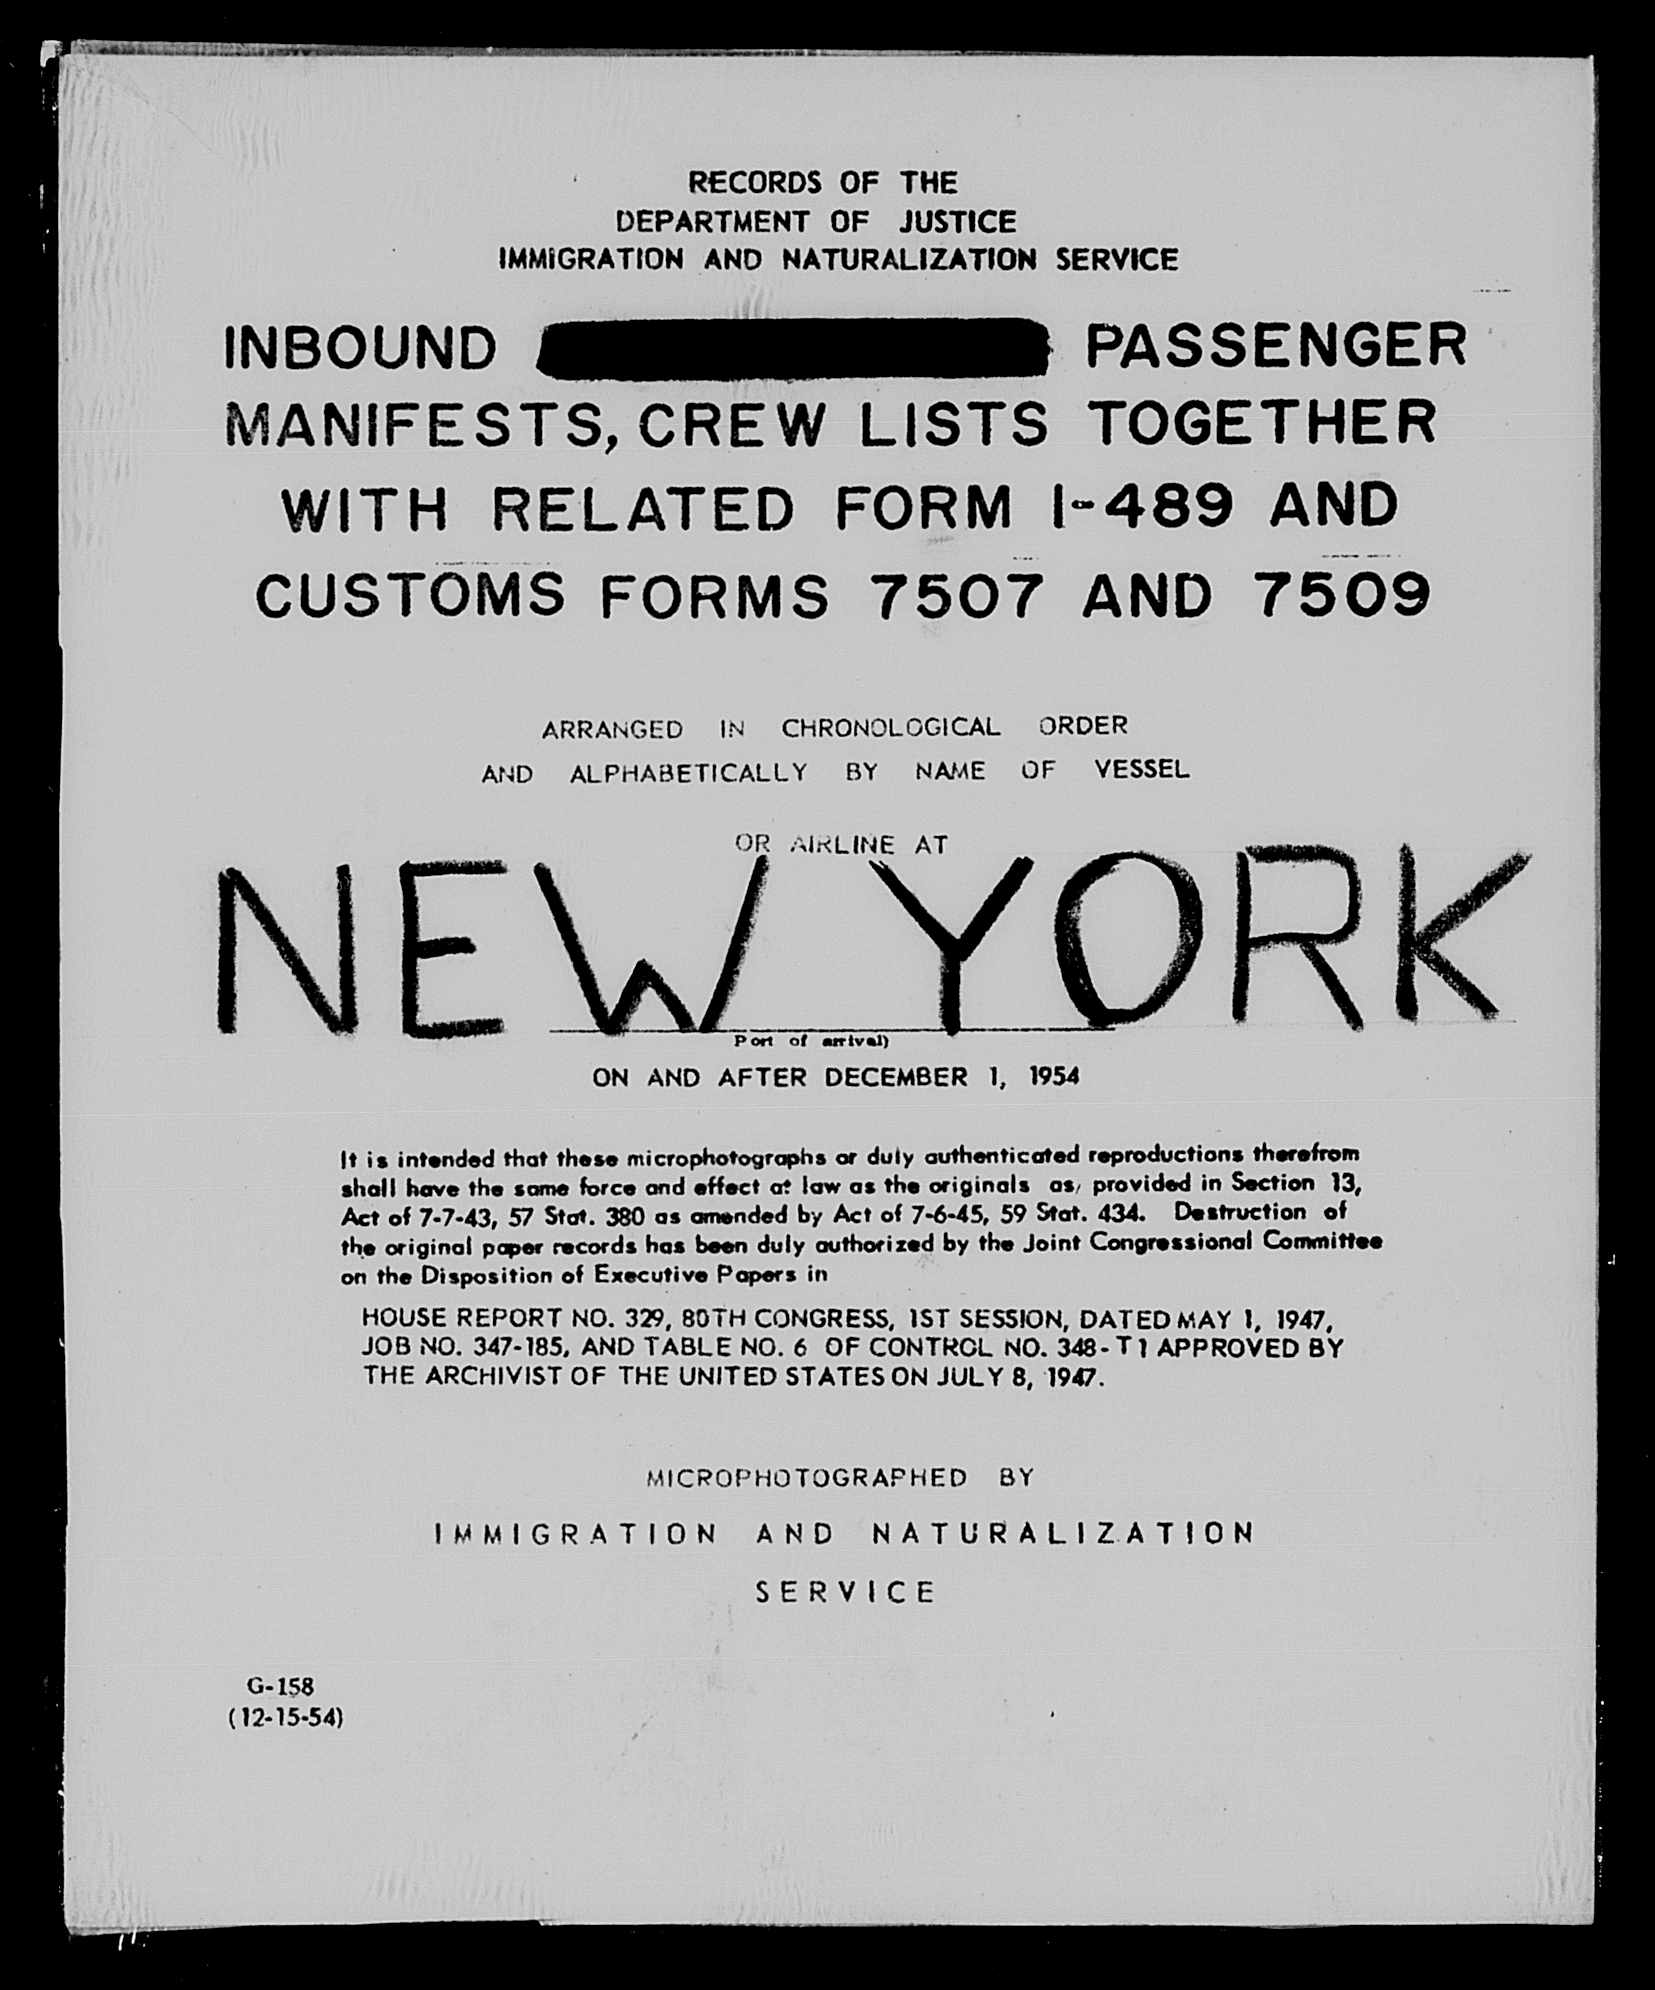 RECORDS OF THE
DEPARTMENT OF JUSTICE
IMMIGRATION AND NATURALIZATION SERVICE
INBOUND PASSENGER
MANIFESTS, CREW LISTS TOGETHER
WITH RELATED FORM I-489 AND
CUSTOMS FORMS 7507 AND 7509
ARRANGED IN CHRONOLOGICAL ORDER
AND ALPHABETICALLY BY NAME OF VESSEL
OR AIRLINE AT
NEW YORK
Port of arrival)
ON AND AFTER DECEMBER 1, 1954
It is intended that these microphotographs or duly authenticated reproductions therefrom
shall have the same force and effect at law as the originals as, provided in Section 13,
Act of 7-7-43, 57 Stat. 380 as amended by Act of 7-6-45, 59 Stat. 434. Destruction of
the original paper records has been duly authorized by the Joint Congressional Committee
on the Disposition of Executive Papers in
HOUSE REPORT NO. 329, 80TH CONGRESS, 1ST SESSION, DATED MAY 1, 1947,
JOB NO. 347-185, AND TABLE NO. 6 OF CONTROL NO. 348-T1 APPROVED BY
THE ARCHIVIST OF THE UNITED STATES ON JULY 8, 1947.
MICROPHOTOGRAPHED BY
IMMIGRATION AND NATURALIZATION
SERVICE
G-158
(12-15-54)